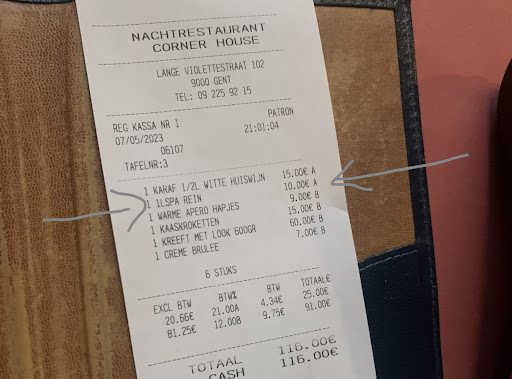 NACHTRESTAURANT
CORNER HOUSE
LANGE VIOLETTESTRAAT 102
9000 GENT
TEL: 09 225 92 15
REG KASSA NR 1 PATRON
07/05/2023 21:01:04
06107
TAFELNR:3
1 KARAF 1/2L WITTE HUISWIJN 15.00€ A
1 1LSPA REIN 10.00€ A
1 WARME APERO HAPJES 9.00€ B
1 KAASKROKETTEN 15.00€ B
1 KREEFT MET LOOK 600GR 60.00€ B
1 CREME BRULEE 7.00€ B
6 STUKS
EXCL BTW BTW% BTW TOTAAL€
20.66€ 21.00A 4.34€ 25.00€
81.25€ 12.00B 9.75€ 91.00€
TOTAAL 116.00€
CASH 116.00€